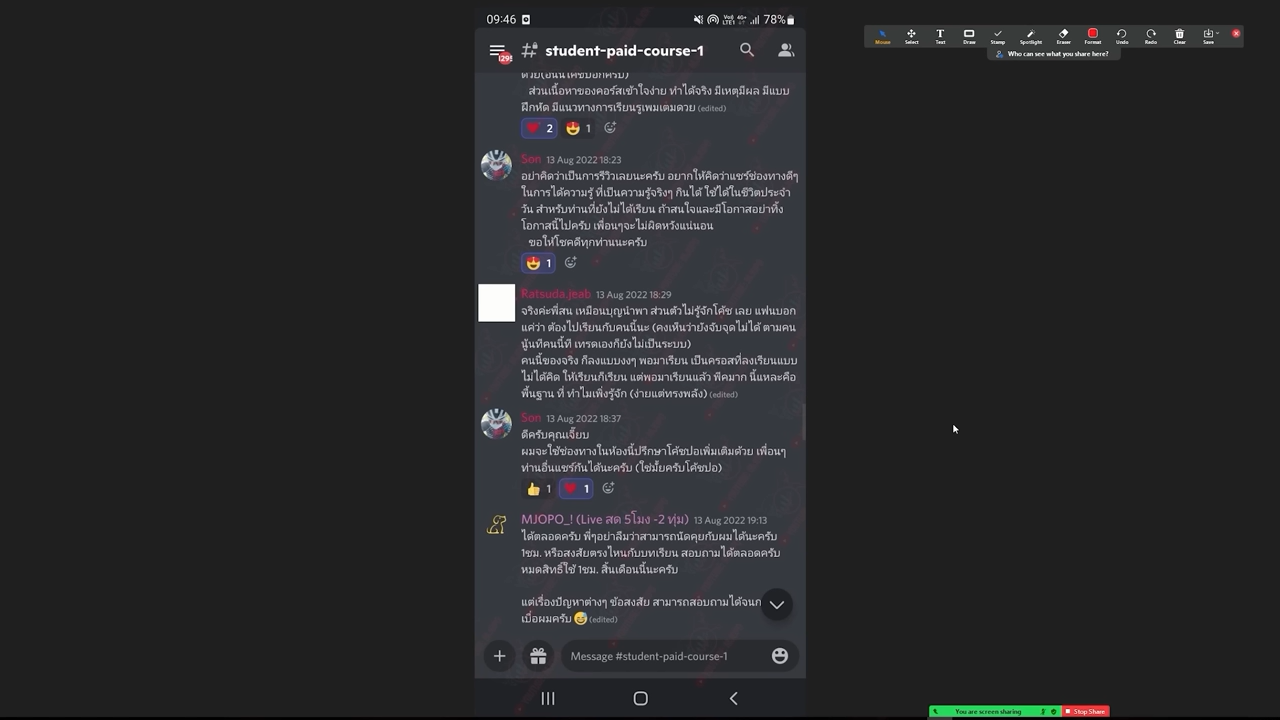 09:46
Vo) 4G+ LTE1 78%
Mouse Select Text Draw Stamp Spotlight Eraser Format Undo Redo Clear Save
Who can see what you share here?
student-paid-course-1
ส่วนเนื้อหาของคอร์สเข้าใจง่าย ทำได้จริง มีเหตุมีผล มีแบบ
ฝึกหัด มีแนวทางการเรียนรู้เพิ่มเติมด้วย (edited)
2 1
Son 13 Aug 2022 18:23
อย่าคิดว่าเป็นการรีวิวเลยนะครับ อยากให้คิดว่าแชร์ช่องทางดีๆ
ในการได้ความรู้ ที่เป็นความรู้จริงๆ กินได้ ใช้ได้ในชีวิตประจำ
วัน สำหรับท่านที่ยังไม่ได้เรียน ถ้าสนใจและมีโอกาสอย่าทิ้ง
โอกาสนี้ไปครับ เพื่อนๆจะไม่ผิดหวังแน่นอน
ขอให้โชคดีทุกท่านนะครับ
1
Ratsuda.jeab 13 Aug 2022 18:29
จริงค่ะพี่สน เหมือนบุญนำพา ส่วนตัวไม่รู้จักโค้ช เลย แฟนบอก
แค่ว่า ต้องไปเรียนกับคนนี้นะ (คงเห็นว่ายังจับจุดไม่ได้ ตามคน
นู้นทีคนนี้ที เทรดเองก็ยังไม่เป็นระบบ)
คนนี้ของจริง ก็ลงแบบงงๆ พอมาเรียน เป็นครอสที่ลงเรียนแบบ
ไม่ได้คิด ให้เรียนก็เรียน แต่พอมาเรียนแล้ว พีคมาก นี้แหละคือ
พื้นฐาน ที่ ทำไมเพิ่งรู้จัก (ง่ายแต่ทรงพลัง) (edited)
Son 13 Aug 2022 18:37
ดีครับคุณเจี๊ยบ
ผมจะใช้ช่องทางในห้องนี้ปรึกษาโค้ชปอเพิ่มเติมด้วย เพื่อนๆ
ท่านอื่นแชร์กันได้นะครับ (ใช่มั้ยครับโค้ชปอ)
1 1
MJOPO_! (Live สด 5โมง -2 ทุ่ม) 13 Aug 2022 19:13
ได้ตลอดครับ พี่ๆอย่าลืมว่าสามารถนัดคุยกับผมได้นะครับ
1ชม. หรือสงสัยตรงไหนกับบทเรียน สอบถามได้ตลอดครับ
หมดสิทธิ์ใช้ 1ชม. สิ้นเดือนนี้นะครับ
แต่เรื่องปัญหาต่างๆ ข้อสงสัย สามารถสอบถามได้จนก
เบื่อผมครับ 😅 (edited)
Message #student-paid-course-1
You are screen sharing Stop Share